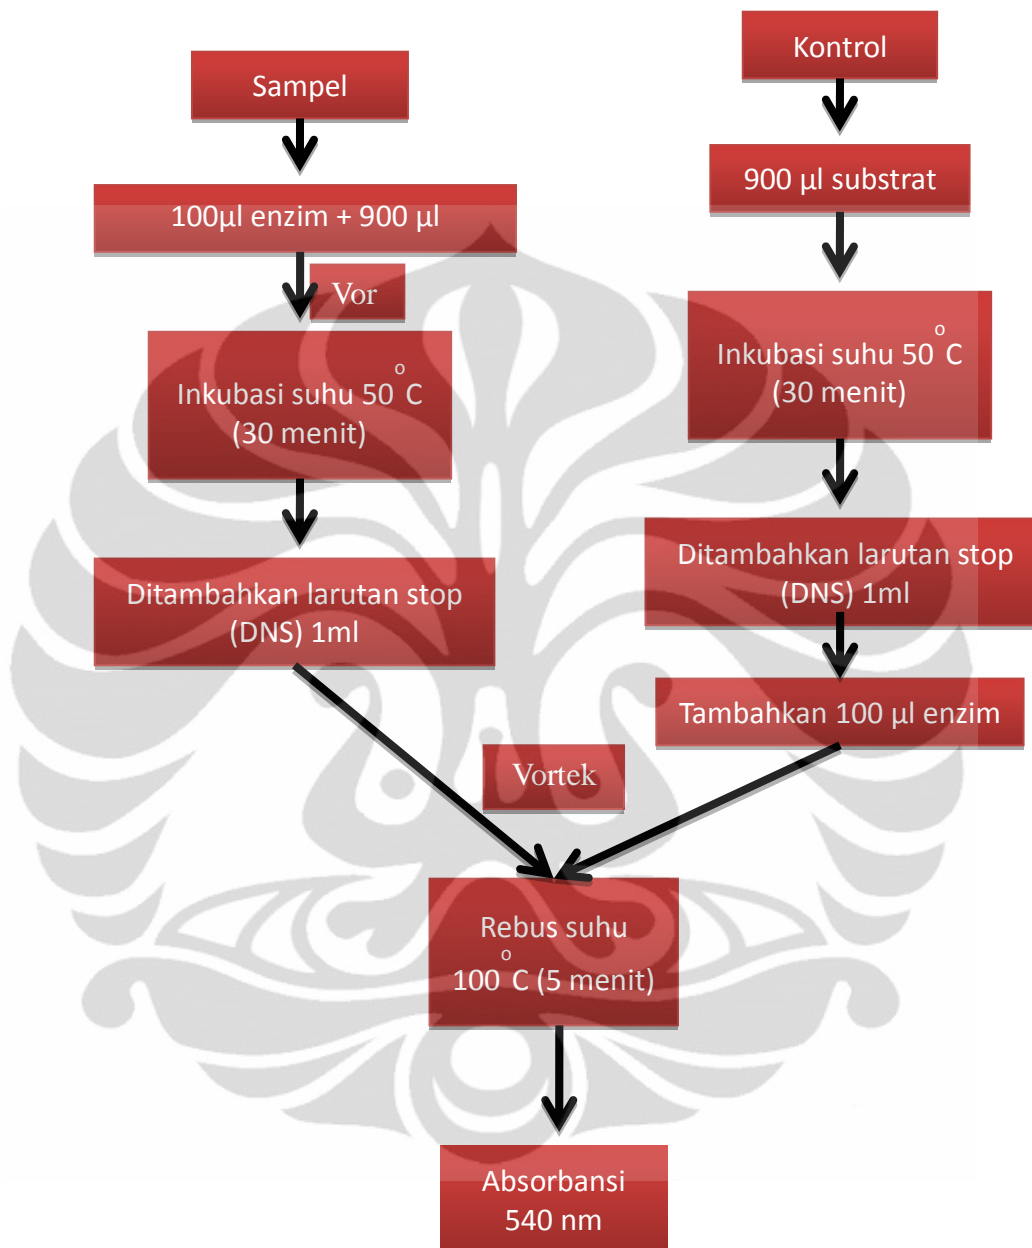 Sampel
100µl enzim + 900 µl
Vor
Inkubasi suhu 50°C
(30 menit)
Ditambahkan larutan stop
(DNS) 1ml
Kontrol
900 µl substrat
Inkubasi suhu 50°C
(30 menit)
Ditambahkan larutan stop
(DNS) 1ml
Tambahkan 100 µl enzim
Vortek
Rebus suhu
100°C (5 menit)
Absorbansi
540 nm